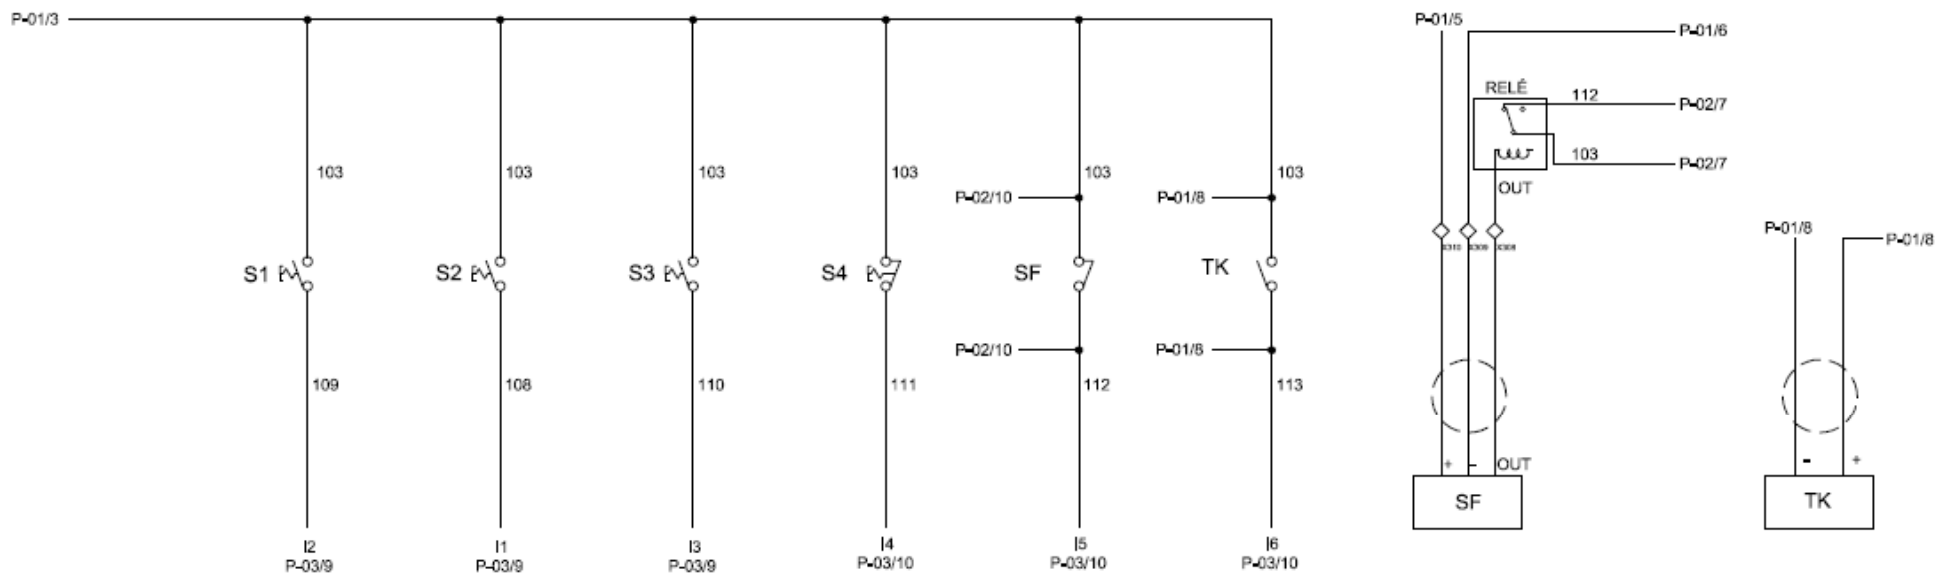 P-01/3
P-01/5
P-01/6
RELÉ
112
P-02/7
103
P-02/7
103
103
103
103
103
103
OUT
P-02/10
P-01/8
P-01/8
P-01/8
X310
X309
X308
S1
S2
S3
S4
SF
TK
P-02/10
P-01/8
109
108
110
111
112
113
+
-
OUT
-
+
SF
TK
I2
I1
I3
I4
I5
I6
P-03/9
P-03/9
P-03/9
P-03/10
P-03/10
P-03/10